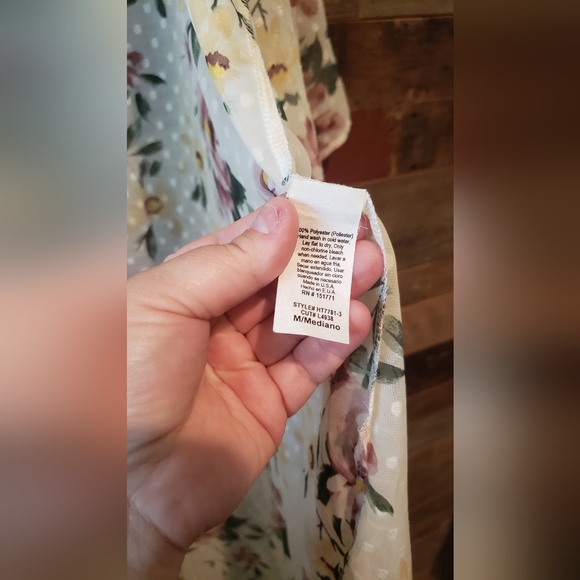 00% Polyester (Poliester)
Hand wash in cold water,
Lay flat to dry, Only
non-chlorine bleach
when needed, Lavar a
mano en agua fria,
Secar extendido, Usar
blanqueador sin cloro
cuando se necesario
Made in U.S.A.
Hecho en E.U.A.
RN # 151771
STYLE# HT7781-3
CUT# L4938
M/Mediano